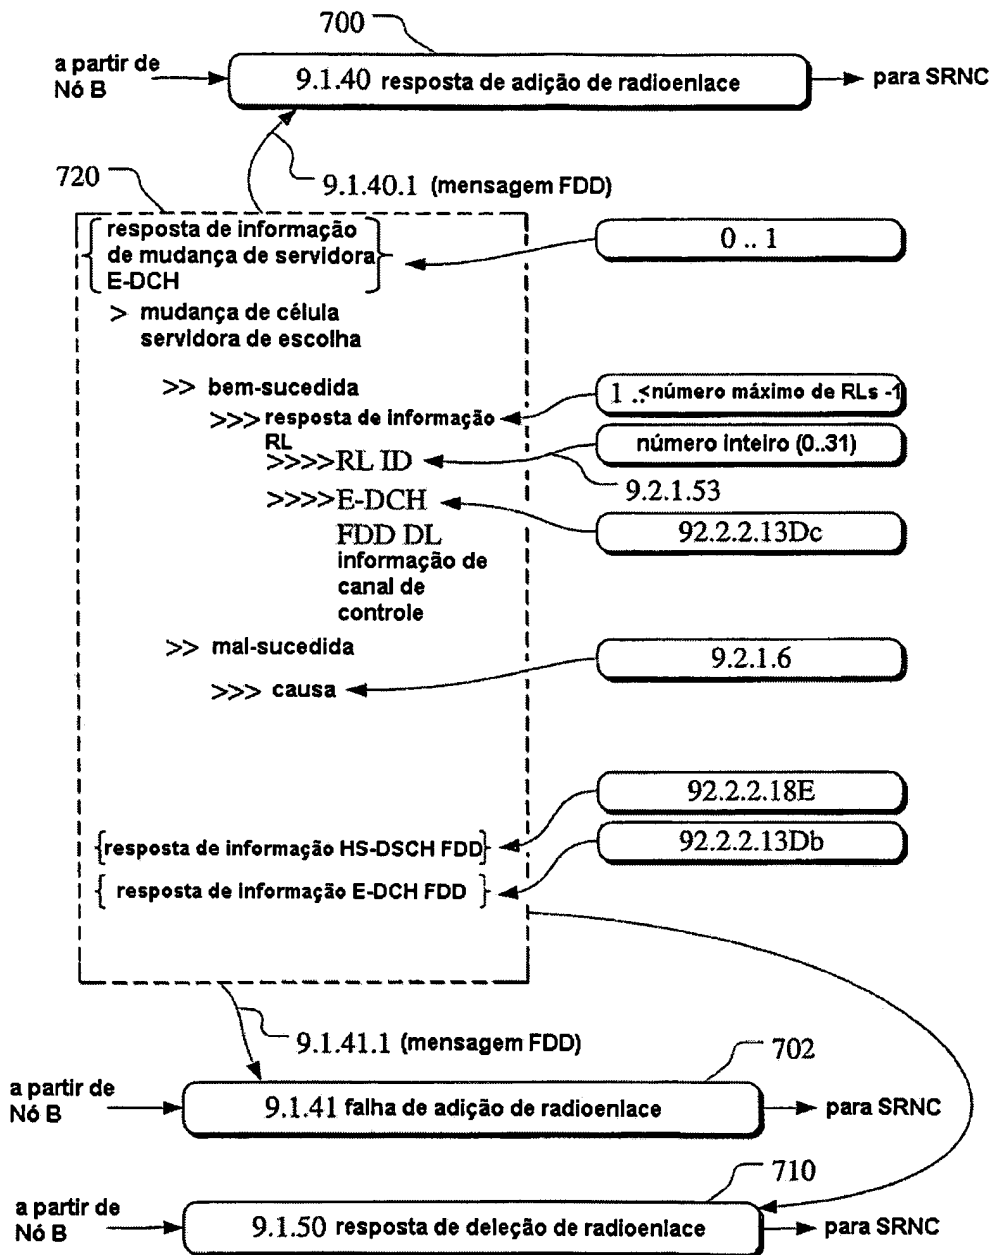 700
a partir de
Nó B
9.1.40 resposta de adição de radioenlace
para SRNC
720
9.1.40.1 (mensagem FDD)
resposta de informação
de mudança de servidora
E-DCH
0 .. 1
> mudança de célula
servidora de escolha
>> bem-sucedida
1 ..<número máximo de RLs -1
>>> resposta de informação
RL
número inteiro (0..31)
>>>>RL ID
9.2.1.53
>>>>E-DCH
FDD DL
informação de
canal de
controle
92.2.2.13Dc
>> mal-sucedida
9.2.1.6
>>> causa
92.2.2.18E
{resposta de informação HS-DSCH FDD}
92.2.2.13Db
{ resposta de informação E-DCH FDD }
9.1.41.1 (mensagem FDD)
702
a partir de
Nó B
9.1.41 falha de adição de radioenlace
para SRNC
710
a partir de
Nó B
9.1.50 resposta de deleção de radioenlace
para SRNC